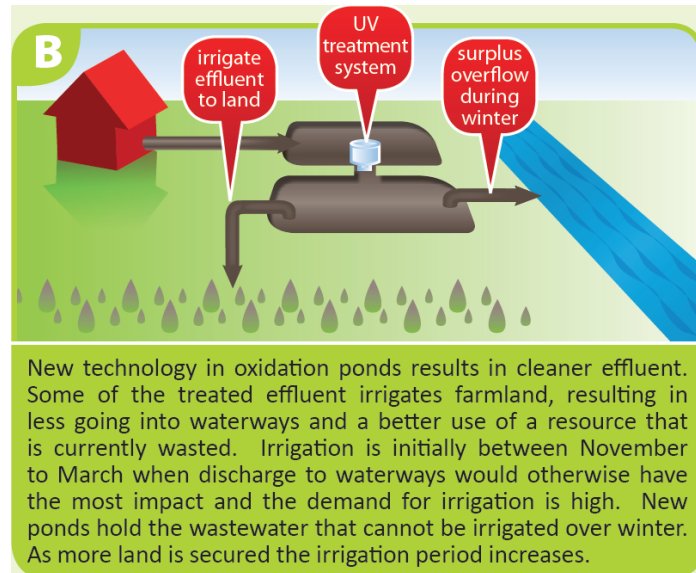 B
irrigate
effluent
to land
UV
treatment
system
surplus
overflow
during
winter
New technology in oxidation ponds results in cleaner effluent.
Some of the treated effluent irrigates farmland, resulting in
less going into waterways and a better use of a resource that
is currently wasted. Irrigation is initially between November
to March when discharge to waterways would otherwise have
the most impact and the demand for irrigation is high. New
ponds hold the wastewater that cannot be irrigated over winter.
As more land is secured the irrigation period increases.